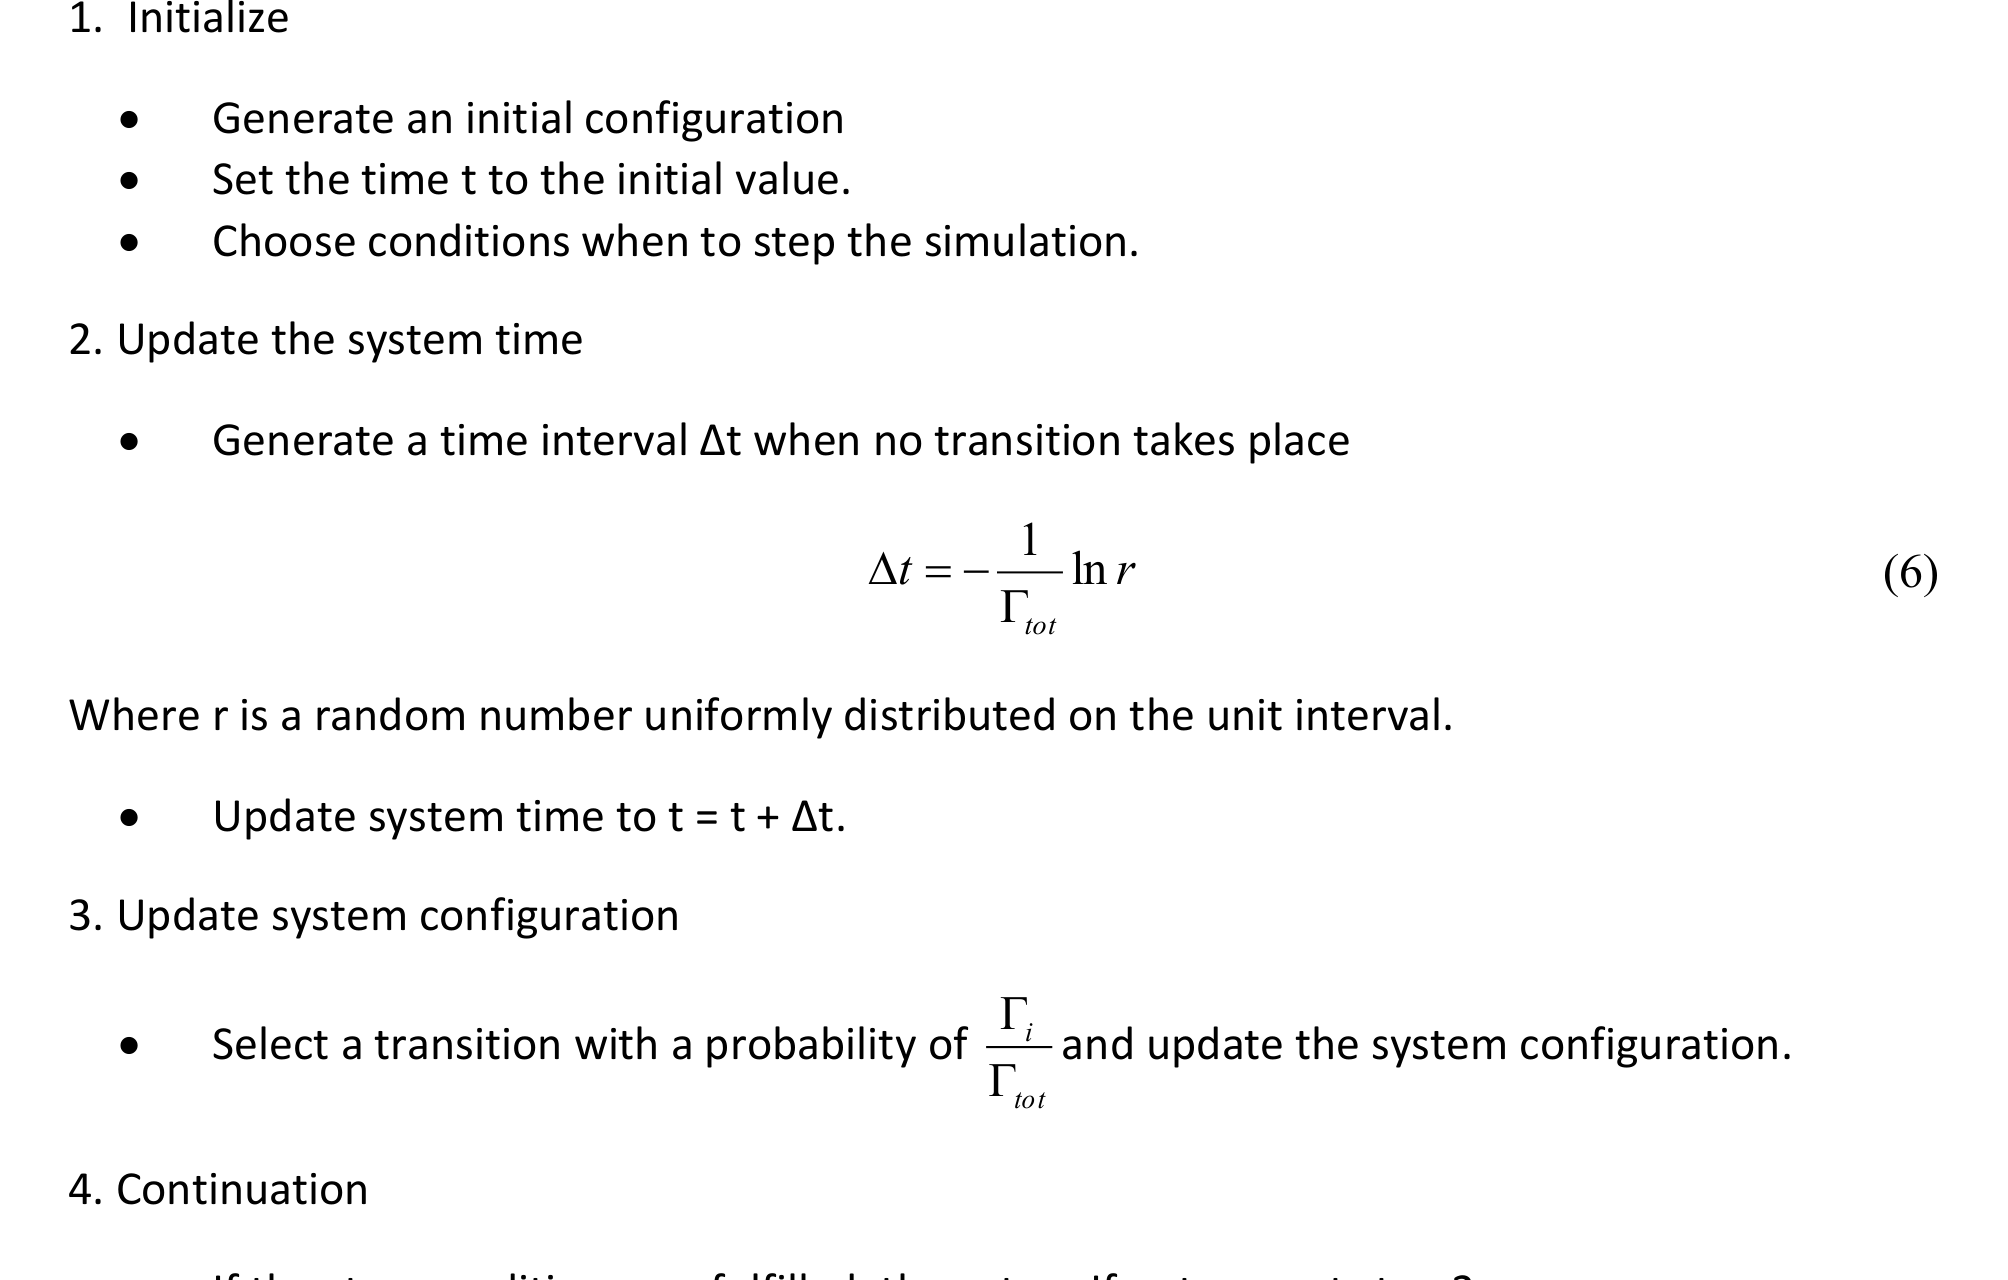 1. Initialize
• Generate an initial configuration
• Set the time t to the initial value.
• Choose conditions when to step the simulation.
2. Update the system time
• Generate a time interval Δt when no transition takes place
Δt = − 1/Γtot ln r (6)
Where r is a random number uniformly distributed on the unit interval.
• Update system time to t = t + Δt.
3. Update system configuration
• Select a transition with a probability of Γi/Γtot and update the system configuration.
4. Continuation